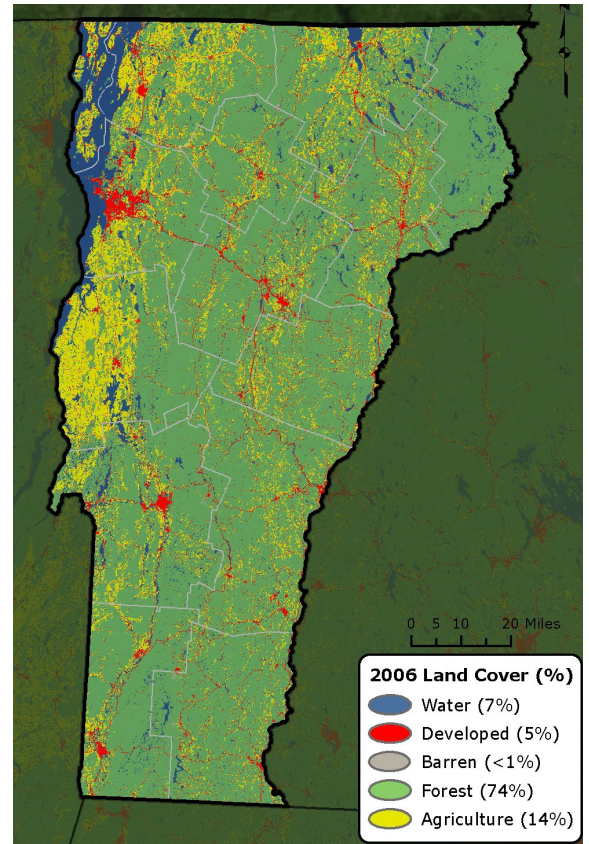 0 5 10 20 Miles
2006 Land Cover (%)
Water (7%)
Developed (5%)
Barren (<1%)
Forest (74%)
Agriculture (14%)